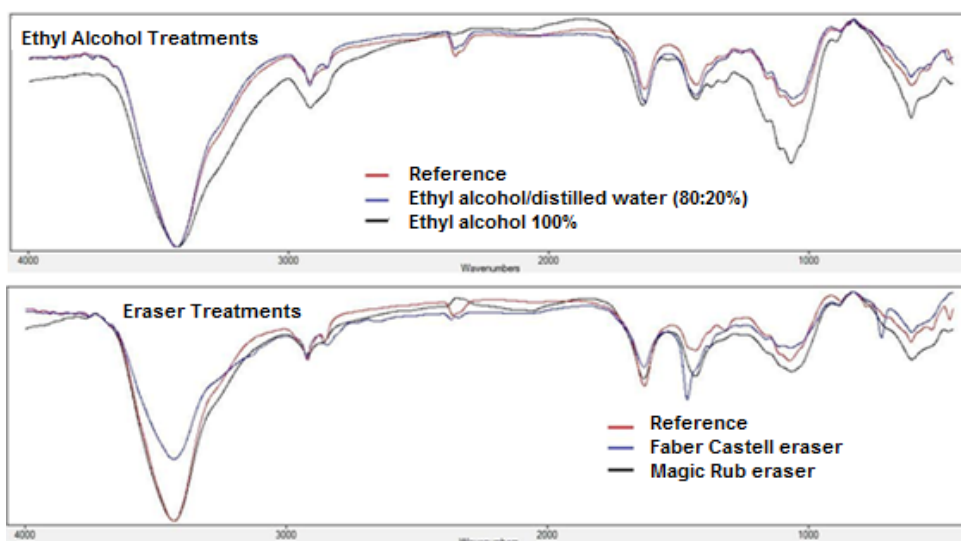 Ethyl Alcohol Treatments
Reference
Ethyl alcohol/distilled water (80:20%)
Ethyl alcohol 100%
4000 3000 2000 1000
Wavenumbers
Eraser Treatments
Reference
Faber Castell eraser
Magic Rub eraser
4000 3000 2000 1000
Wavenumbers